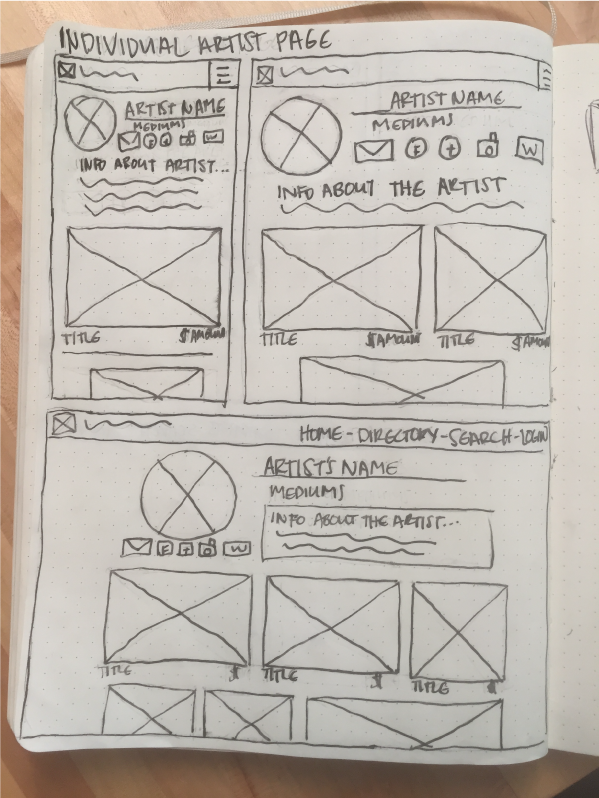 INDIVIDUAL ARTIST PAGE
ARTIST NAME
MEDIUMS
F t W
INFO ABOUT ARTIST...
TITLE $ AMOUNT
ARTIST NAME
MEDIUMS
F t W
INFO ABOUT THE ARTIST
TITLE $ AMOUNT TITLE $ AMOUNT
HOME - DIRECTORY - SEARCH - LOGIN
ARTIST'S NAME
MEDIUMS
INFO ABOUT THE ARTIST...
F t W
TITLE $ TITLE $ TITLE $